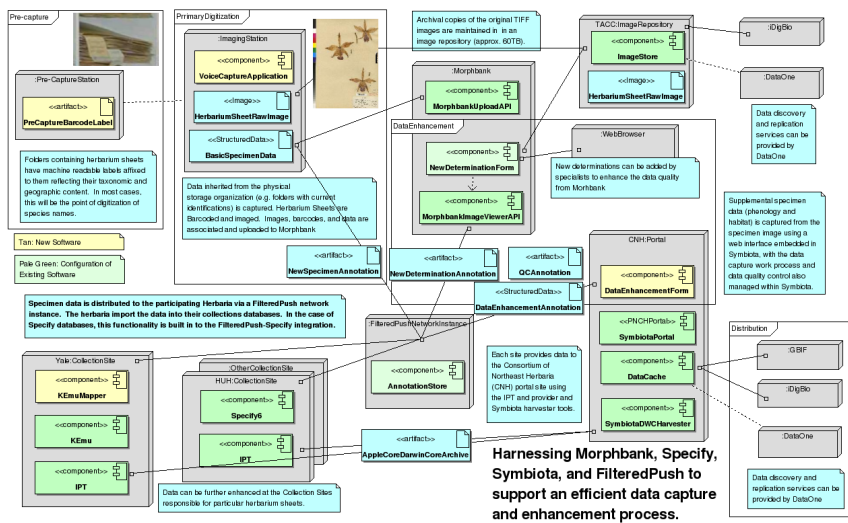 Pre-capture
:Pre-CaptureStation
<<artifact>>
PreCaptureBarcodeLabel
Folders containing herbarium sheets
have machine readable labels affixed
to them reflecting their taxonomic and
geographic content. In most cases,
this will be the point of digitization of
species names.
Tan: New Software
Pale Green: Configuration of
Existing Software
PrimaryDigitization
:ImagingStation
<<component>>
VoiceCaptureApplication
<<Image>>
HerbariumSheetRawImage
<<StructuredData>>
BasicSpecimenData
Data inherited from the physical
storage organization (e.g. folders with current
identifications) is captured. Herbarium Sheets are
Barcoded and imaged. Images, barcodes, and data are
associated and uploaded to Morphbank
<<artifact>>
NewSpecimenAnnotation
Archival copies of the original TIFF
images are maintained in in an
image repository (approx. 60TB).
:Morphbank
<<component>>
MorphbankUploadAPI
DataEnhancement
<<component>>
NewDeterminationForm
<<component>>
MorphbankImageViewerAPI
:WebBrowser
New determinations can be added by
specialists to enhance the data quality
from Morhbank
<<artifact>>
NewDeterminationAnnotation
<<artifact>>
QCAnnotation
<<StructuredData>>
DataEnhancementAnnotation
TACC:ImageRepository
<<component>>
ImageStore
<<Image>>
HerbariumSheetRawImage
:iDigBio
:DataOne
Data discovery
and replication
services can be
provided by
DataOne
Supplemental specimen
data (phenology and
habitat) is captured from the
specimen image using a
web interface embedded in
Symbiota, with the data
capture work process and
data quality control also
managed within Symbiota.
CNH:Portal
<<component>>
DataEnhancementForm
<<PNCHPortal>>
SymbiotaPortal
<<component>>
DataCache
<<component>>
SymbiotaDWCHarvester
Specimen data is distributed to the participating Herbaria via a FilteredPush network
instance. The herbaria import the data into their collections databases. In the case of
Specify databases, this functionality is built in to the FilteredPush-Specify integration.
:FilteredPushNetworkInstance
<<component>>
AnnotationStore
Each site provides data to
the Consortium of
Northeast Herbaria
(CNH) portal site using
the IPT and provider and
Symbiota harvester tools.
Yale:CollectionSite
<<component>>
KEmuMapper
<<component>>
KEmu
<<component>>
IPT
:OtherCollectionSite
HUH:CollectionSite
<<component>>
Specify6
<<component>>
IPT
<<artifact>>
AppleCoreDarwinCoreArchive
Data can be further enhanced at the Collection Sites
responsible for particular herbarium sheets.
Distribution
:GBIF
:iDigBio
:DataOne
Data discovery and
replication services can be
provided by DataOne
Harnessing Morphbank, Specify,
Symbiota, and FilteredPush to
support an efficient data capture
and enhancement process.